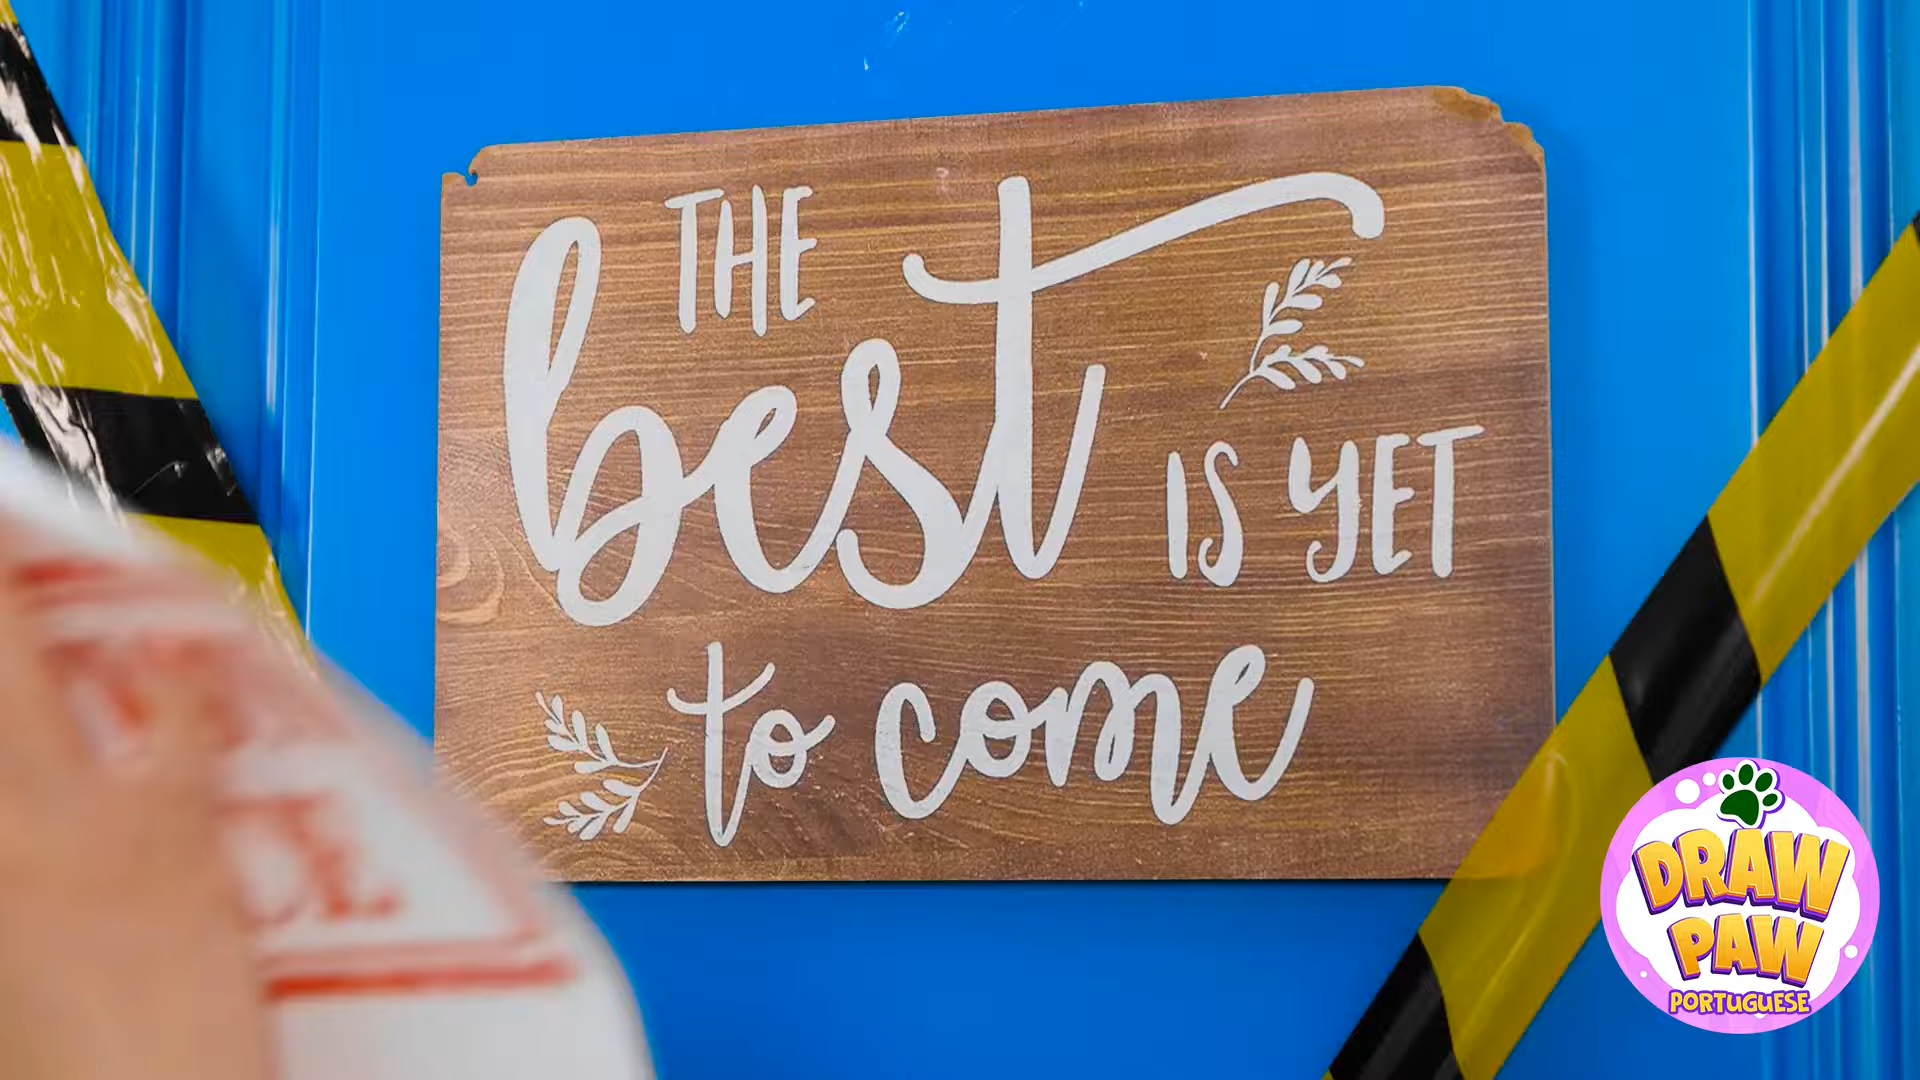 THE
best
IS YET
to come
DRAW
PAW
PORTUGUESE